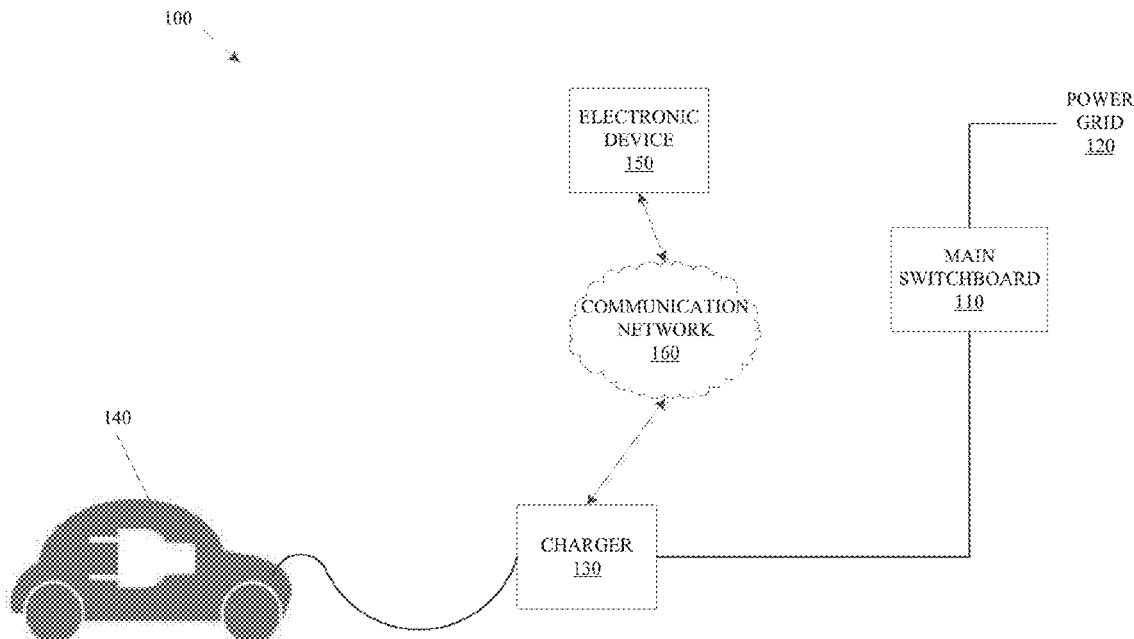 100
ELECTRONIC
DEVICE
150
POWER
GRID
120
MAIN
SWITCHBOARD
110
COMMUNICATION
NETWORK
160
140
CHARGER
130